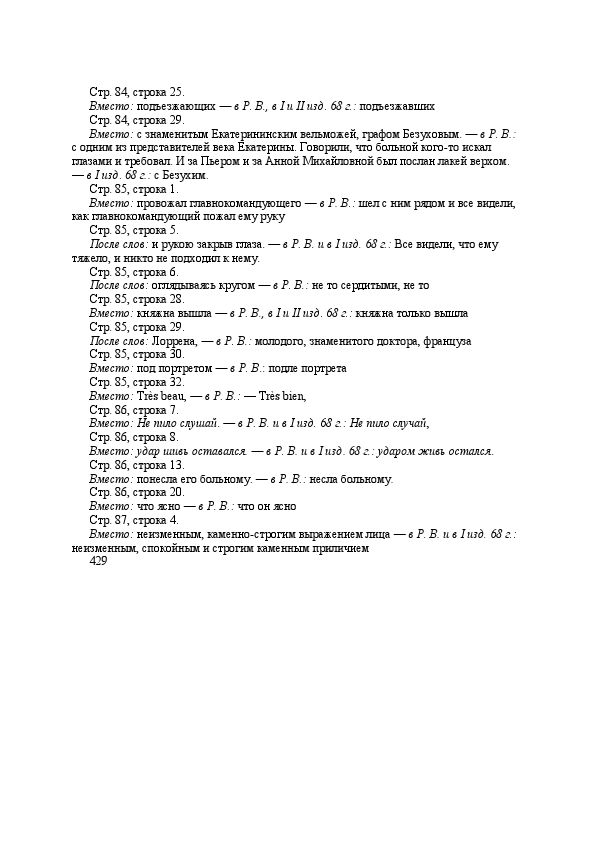 Стр. 84, строка 25.
Вместо: подъезжающих — в Р. В., в I и II изд. 68 г.: подъезжавших
Стр. 84, строка 29.
Вместо: с знаменитым Екатерининским вельможей, графом Безуховым. — в Р. В.:
с одним из представителей века Екатерины. Говорили, что больной кого-то искал
глазами и требовал. И за Пьером и за Анной Михайловной был послан лакей верхом.
— в I изд. 68 г.: с Безухим.
Стр. 85, строка 1.
Вместо: провожал главнокомандующего — в Р. В.: шел с ним рядом и все видели,
как главнокомандующий пожал ему руку
Стр. 85, строка 5.
После слов: и рукою закрыв глаза. — в Р. В. и в I изд. 68 г.: Все видели, что ему
тяжело, и никто не подходил к нему.
Стр. 85, строка 6.
После слов: оглядываясь кругом — в Р. В.: не то сердитыми, не то
Стр. 85, строка 28.
Вместо: княжна вышла — в Р. В., в I и II изд. 68 г.: княжна только вышла
Стр. 85, строка 29.
После слов: Лоррена, — в Р. В.: молодого, знаменитого доктора, француза
Стр. 85, строка 30.
Вместо: под портретом — в Р. В.: подле портрета
Стр. 85, строка 32.
Вместо: Très beau, — в Р. В.: — Très bien,
Стр. 86, строка 7.
Вместо: Не пило слушай. — в Р. В. и в I изд. 68 г.: Не пило случай,
Стр. 86, строка 8.
Вместо: удар шивь оставался. — в Р. В. и в I изд. 68 г.: ударом живь остался.
Стр. 86, строка 13.
Вместо: понесла его больному. — в Р. В.: несла больному.
Стр. 86, строка 20.
Вместо: что ясно — в Р. В.: что он ясно
Стр. 87, строка 4.
Вместо: неизменным, каменно-строгим выражением лица — в Р. В. и в I изд. 68 г.:
неизменным, спокойным и строгим каменным приличием
429